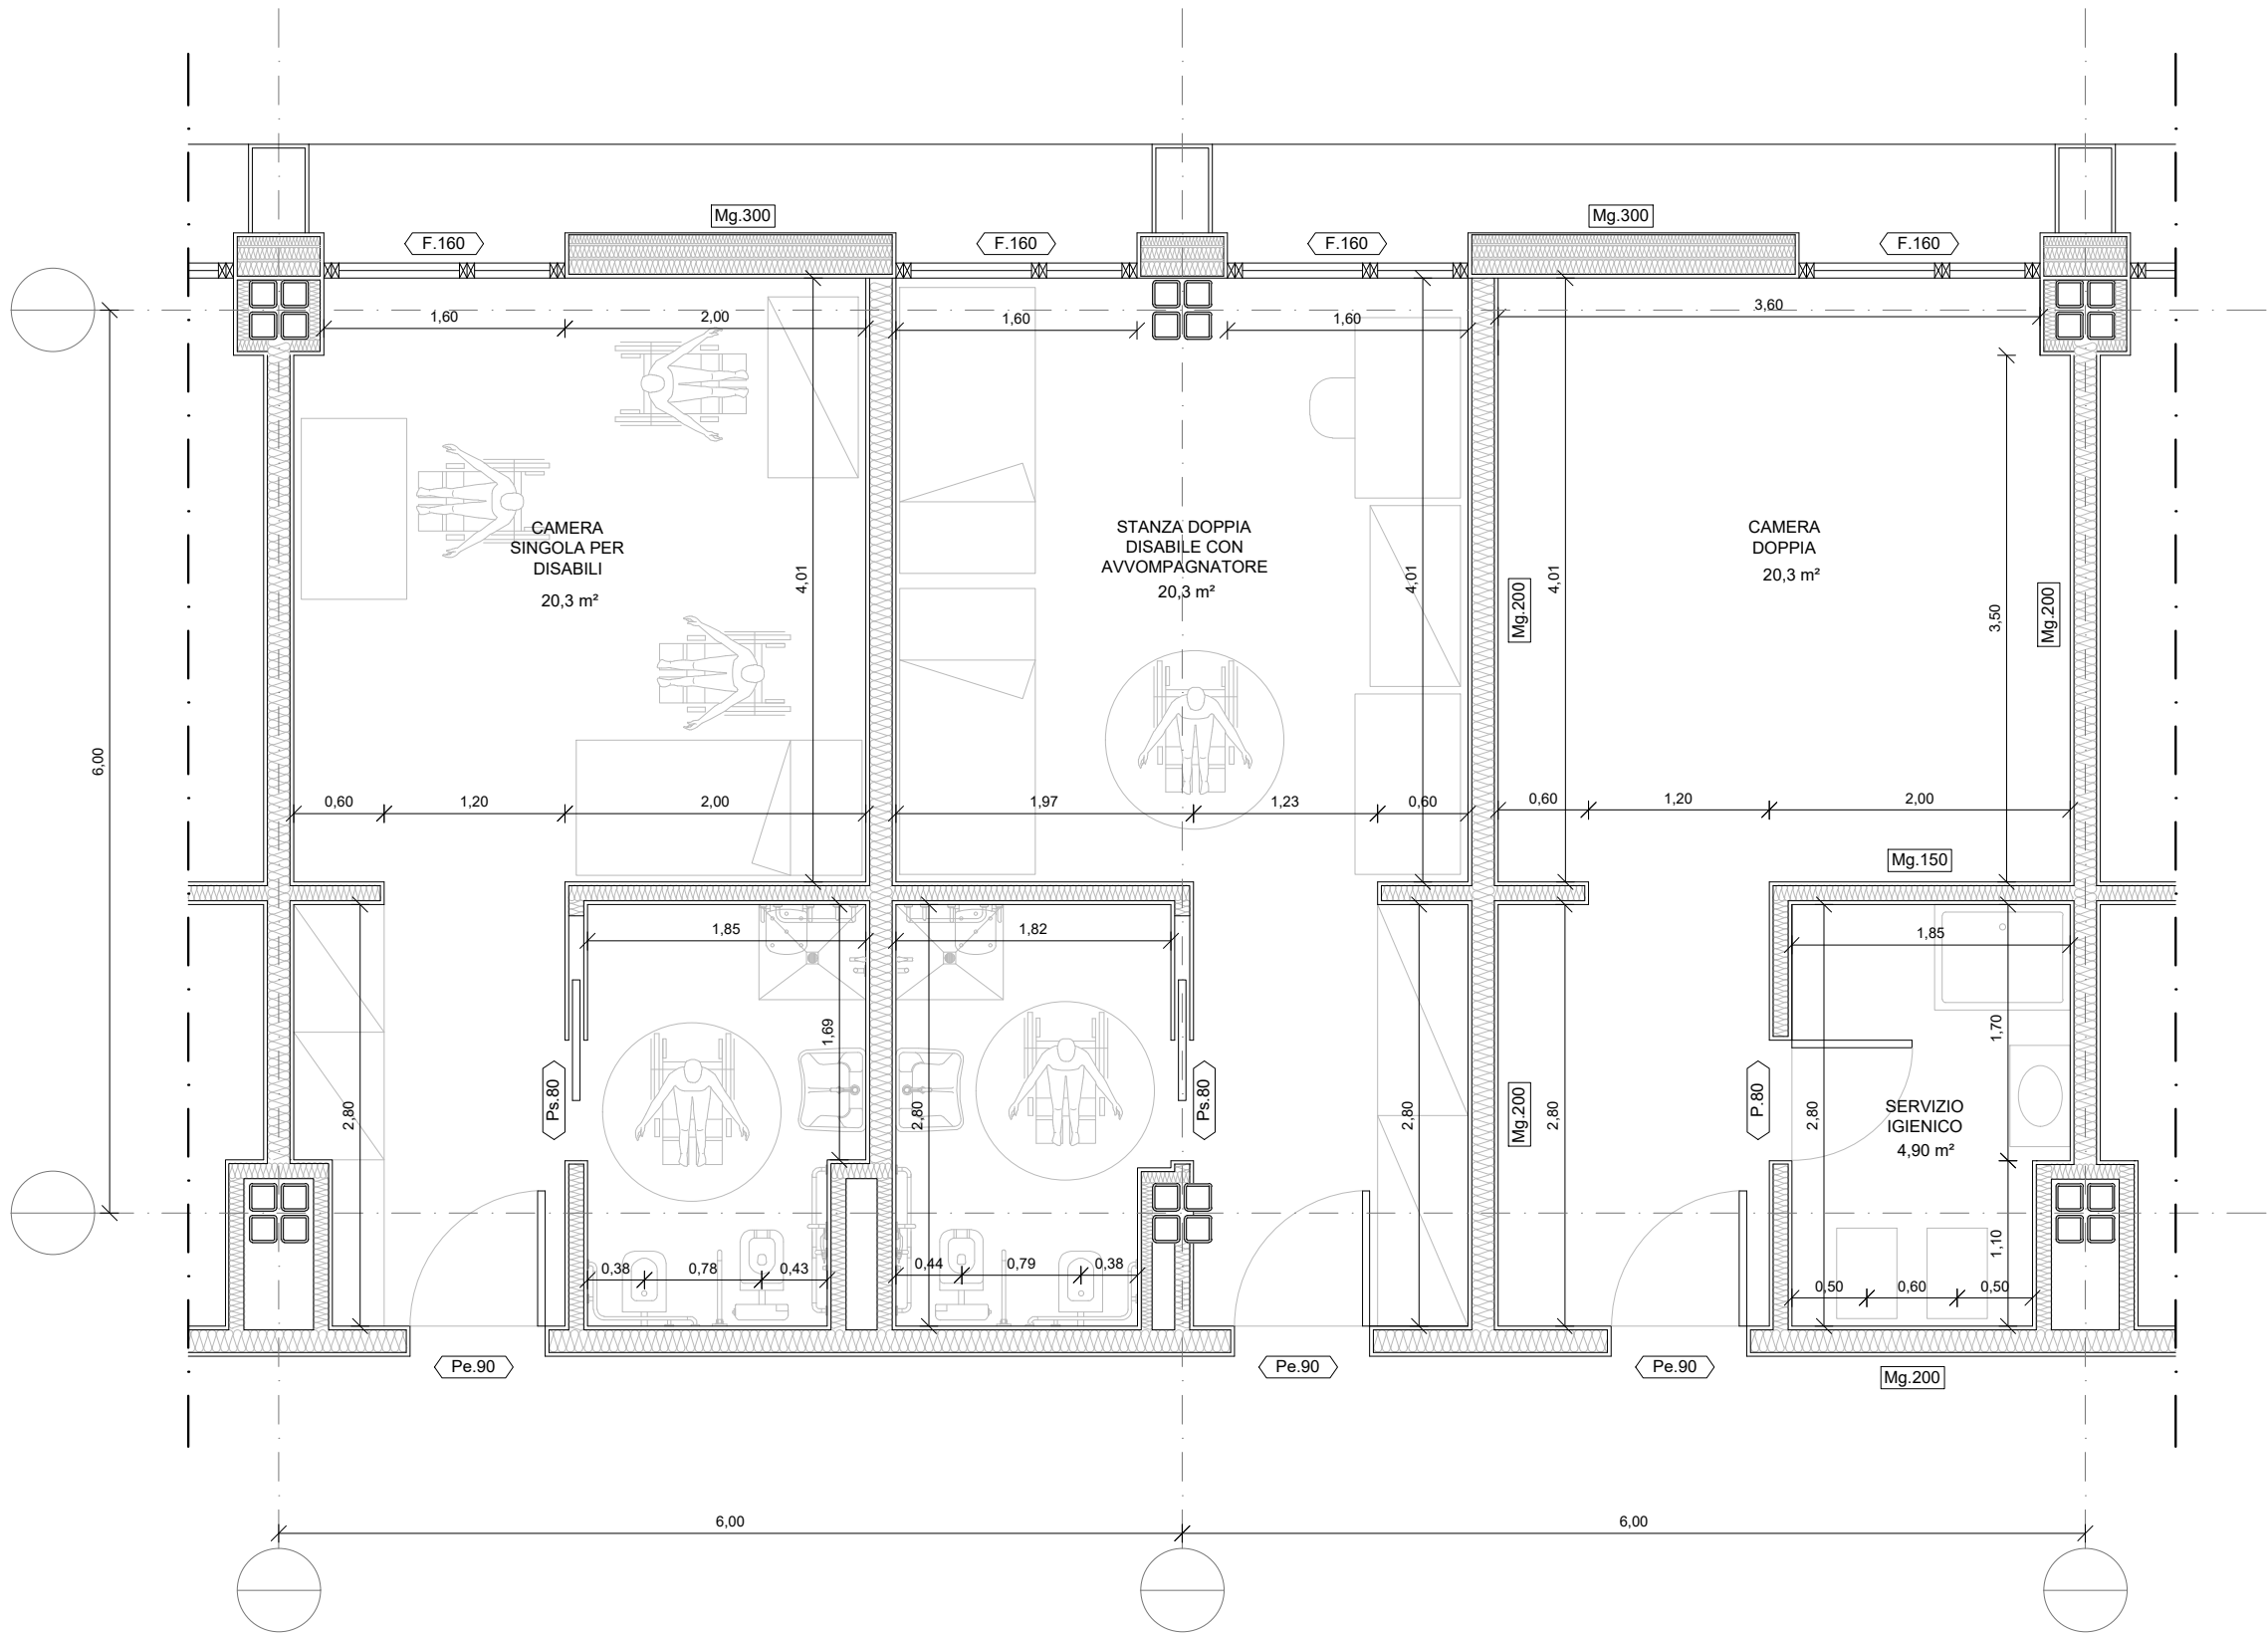 Mg.300
Mg.300
F.160
F.160
F.160
F.160
1,60
2,00
1,60
1,60
3,60
CAMERA
SINGOLA PER
DISABILI
20,3 m²
STANZA DOPPIA
DISABILE CON
AVVOMPAGNATORE
20,3 m²
CAMERA
DOPPIA
20,3 m²
4,01
4,01
Mg.200
4,01
3,50
Mg.200
6,00
0,60
1,20
2,00
1,97
1,23
0,60
0,60
1,20
2,00
Mg.150
1,85
1,82
1,85
1,69
1,70
2,80
Ps.80
2,80
Ps.80
2,80
Mg.200
2,80
P.80
2,80
SERVIZIO
IGIENICO
4,90 m²
1,10
0,38
0,78
0,43
0,44
0,79
0,38
0,50
0,60
0,50
Pe.90
Pe.90
Pe.90
Mg.200
6,00
6,00